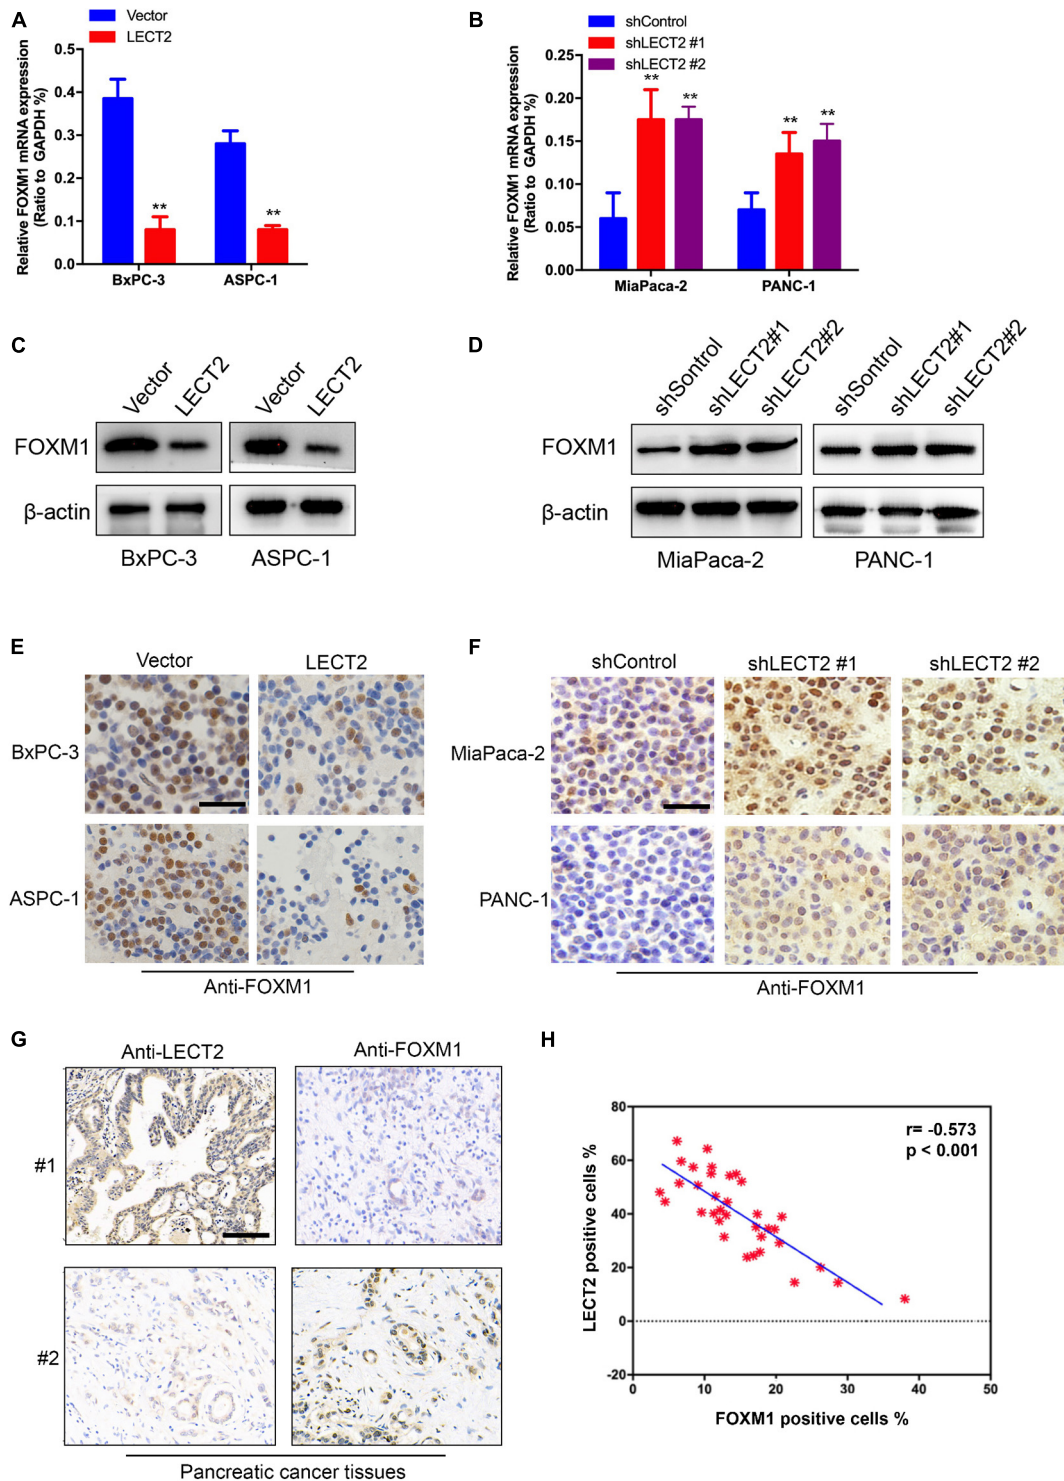 A
Vector
LECT2
Relative FOXM1 mRNA expression
(Ratio to GAPDH %)
0.5
0.4
0.3
0.2
0.1
0.0
**
**
BxPC-3
ASPC-1
B
shControl
shLECT2 #1
shLECT2 #2
Relative FOXM1 mRNA expression
(Ratio to GAPDH %)
0.25
0.20
0.15
0.10
0.05
0.00
**
**
**
**
MiaPaca-2
PANC-1
C
Vector
LECT2
Vector
LECT2
FOXM1
β-actin
BxPC-3
ASPC-1
D
shSontrol
shLECT2#1
shLECT2#2
shSontrol
shLECT2#1
shLECT2#2
FOXM1
β-actin
MiaPaca-2
PANC-1
E
Vector
LECT2
BxPC-3
ASPC-1
Anti-FOXM1
F
shControl
shLECT2 #1
shLECT2 #2
MiaPaca-2
PANC-1
Anti-FOXM1
G
Anti-LECT2
Anti-FOXM1
#1
#2
Pancreatic cancer tissues
H
LECT2 positive cells %
80
60
40
20
0
-20
r= -0.573
p < 0.001
0
10
20
30
40
50
FOXM1 positive cells %